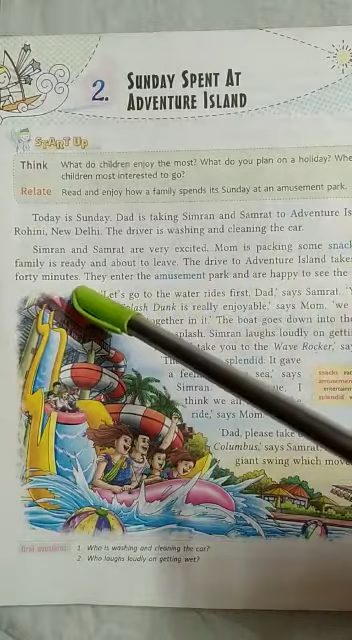 2. SUNDAY SPENT AT
ADVENTURE ISLAND
START UP
Think What do children enjoy the most? What do you plan on a holiday? Whe
children most interested to go?
Relate Read and enjoy how a family spends its Sunday at an amusement park.
Today is Sunday. Dad is taking Simran and Samrat to Adventure Is
Rohini, New Delhi. The driver is washing and cleaning the car.
Simran and Samrat are very excited. Mom is packing some snac
family is ready and about to leave. The drive to Adventure Island take
forty minutes. They enter the amusement park and are happy to see the
'Let's go to the water rides first, Dad,' says Samrat.
lash Dunk is really enjoyable,' says Mom, 'we
ogether in it!' The boat goes down into the
splash. Simran laughs loudly on getti
take you to the Wave Rocker,' sa
splendid. It gave
a fee sea,' says
Simran. I
think we al
ride,' says Mom.
'Dad, please take
Columbus,' says Samrat.
giant swing which move
snacks
amusemen
entertain
splendid
1. Who is washing and cleaning the car?
2. Who laughs loudly on getting wet?